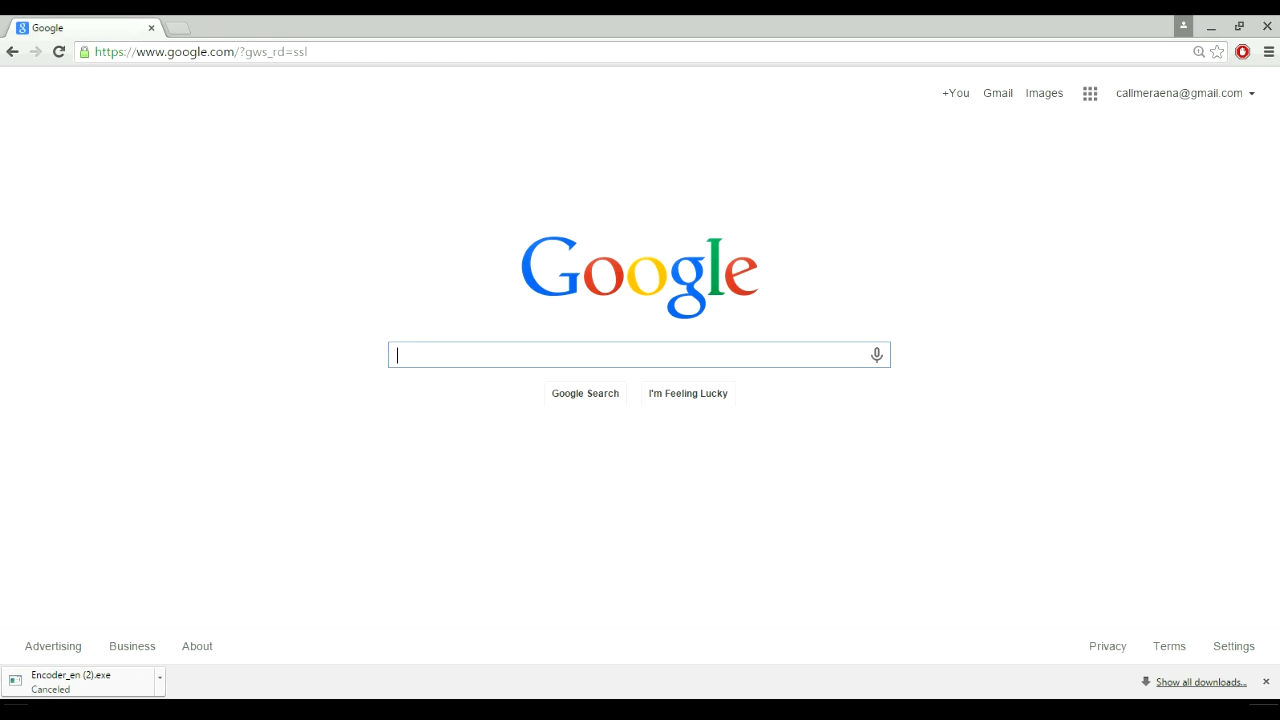 Google
https://www.google.com/?gws_rd=ssl
+You Gmail Images callmeraena@gmail.com
Google
Google Search I'm Feeling Lucky
Advertising Business About Privacy Terms Settings
Encoder_en (2).exe
Canceled
Show all downloads...